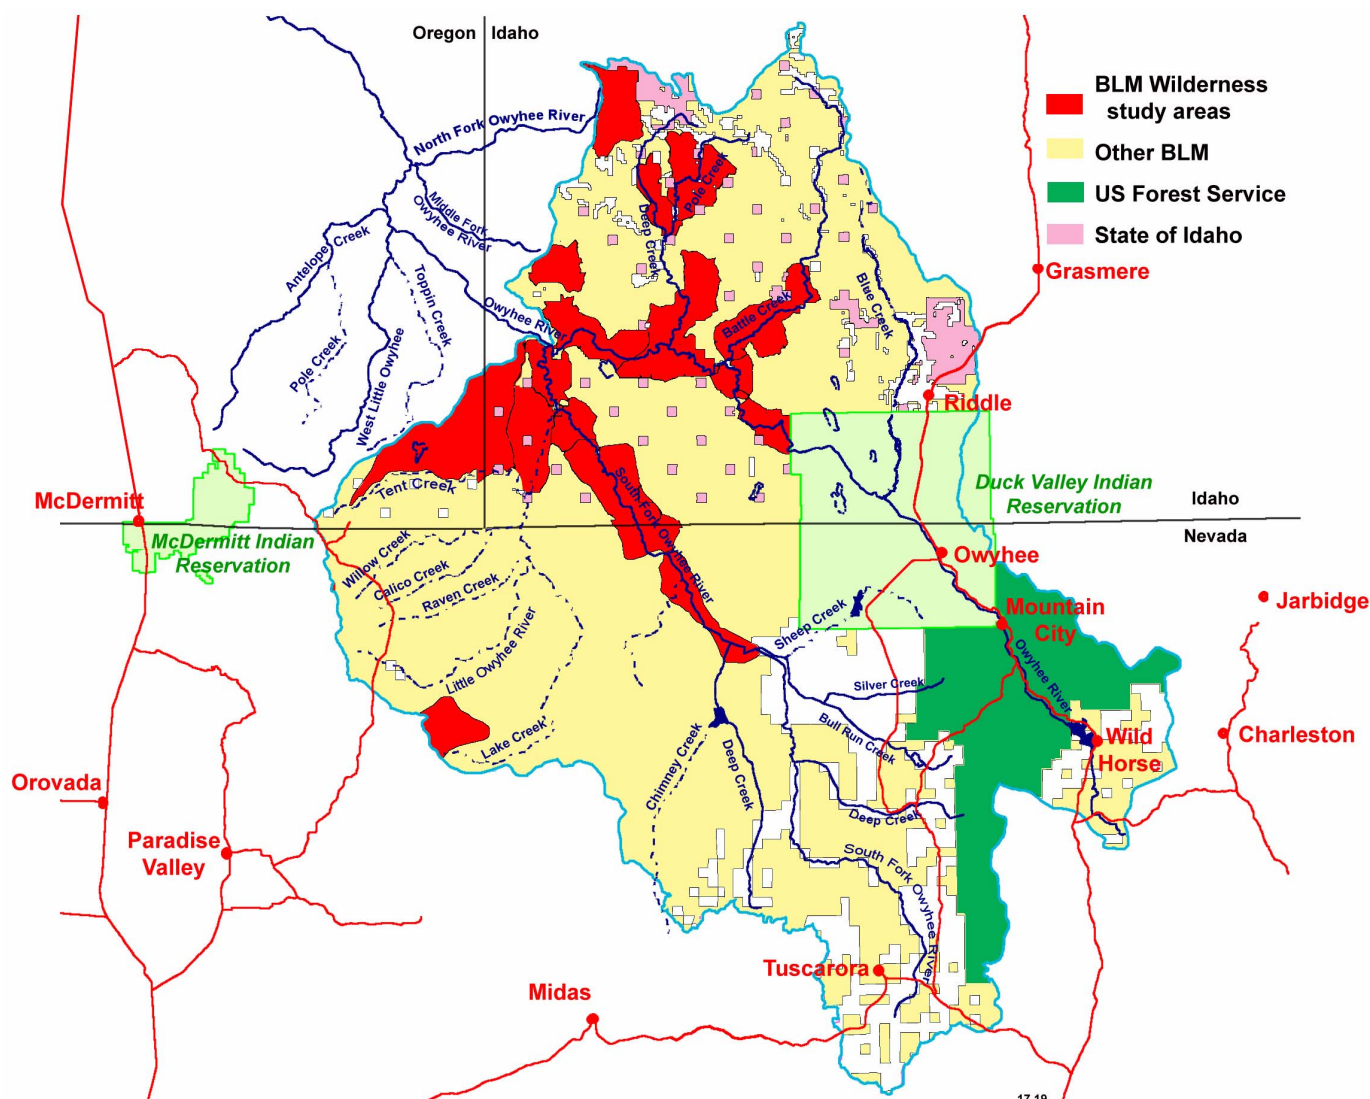 Oregon
Idaho
BLM Wilderness
study areas
Other BLM
US Forest Service
State of Idaho
North Fork Owyhee River
Middle Fork
Owyhee River
Pole Creek
Deep Creek
Antelope Creek
Toppin Creek
Owyhee River
Battle Creek
Blue Creek
Grasmere
Pole Creek
West Little Owyhee
Riddle
Tent Creek
South Fork Owyhee River
Duck Valley Indian
Reservation
McDermitt
Idaho
Nevada
McDermitt Indian
Reservation
Willow Creek
Calico Creek
Raven Creek
Owyhee
Mountain
City
Jarbidge
Sheep Creek
Little Owyhee River
Owyhee River
Silver Creek
Bull Run Creek
Lake Creek
Chimney Creek
Deep Creek
Wild
Horse
Charleston
Orovada
Deep Creek
Paradise
Valley
South Fork Owyhee River
Tuscarora
Midas
17.19